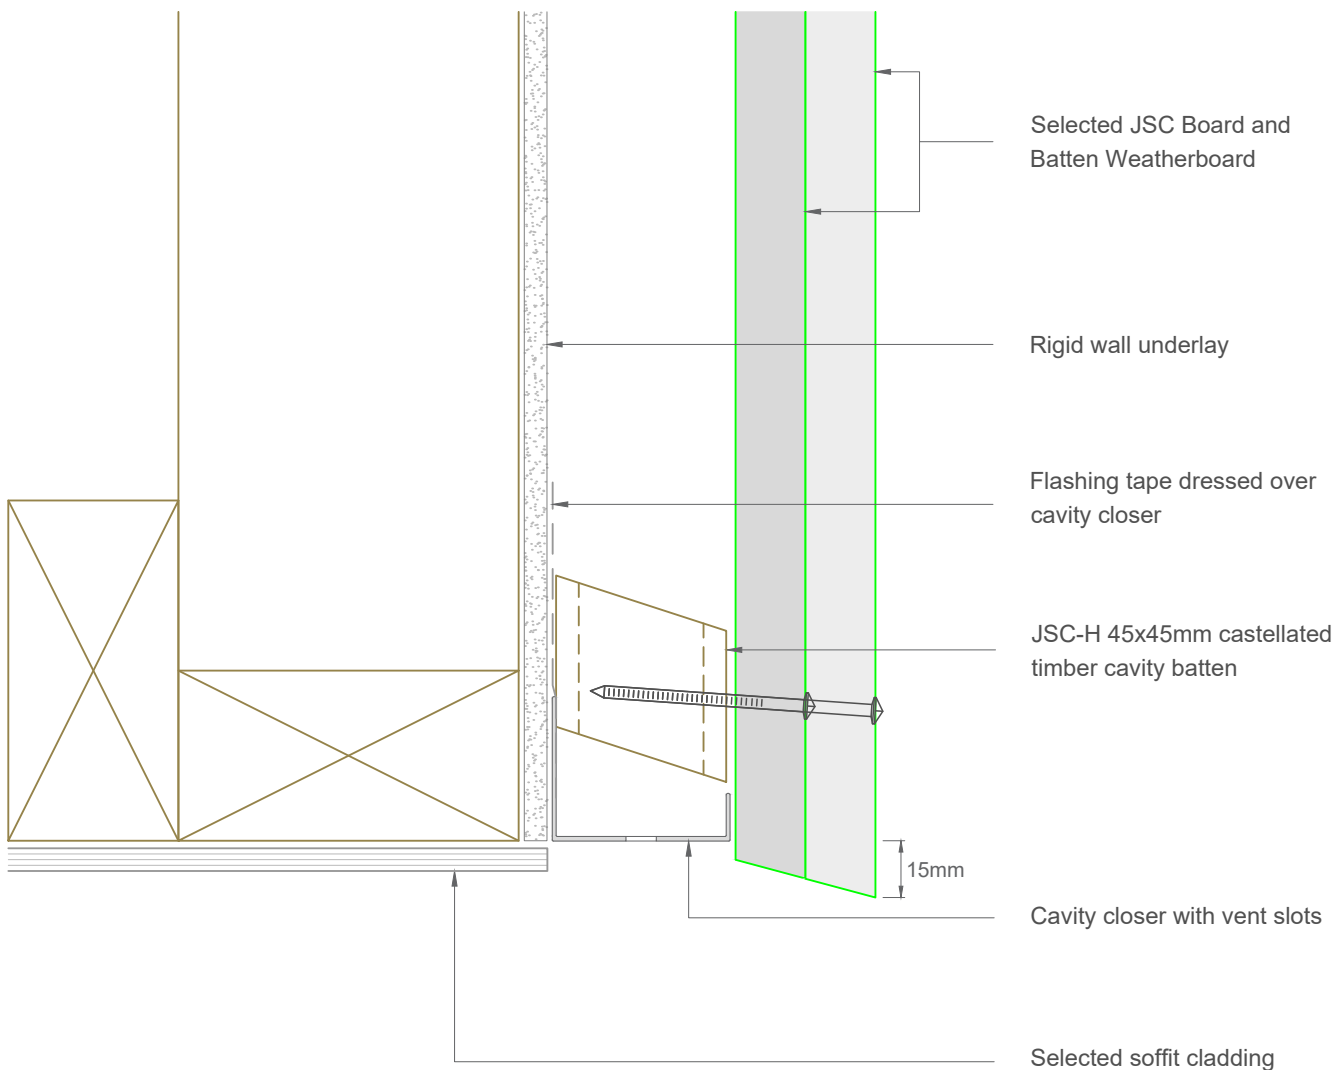 Selected JSC Board and
Batten Weatherboard
Rigid wall underlay
Flashing tape dressed over
cavity closer
JSC-H 45x45mm castellated
timber cavity batten
15mm
Cavity closer with vent slots
Selected soffit cladding